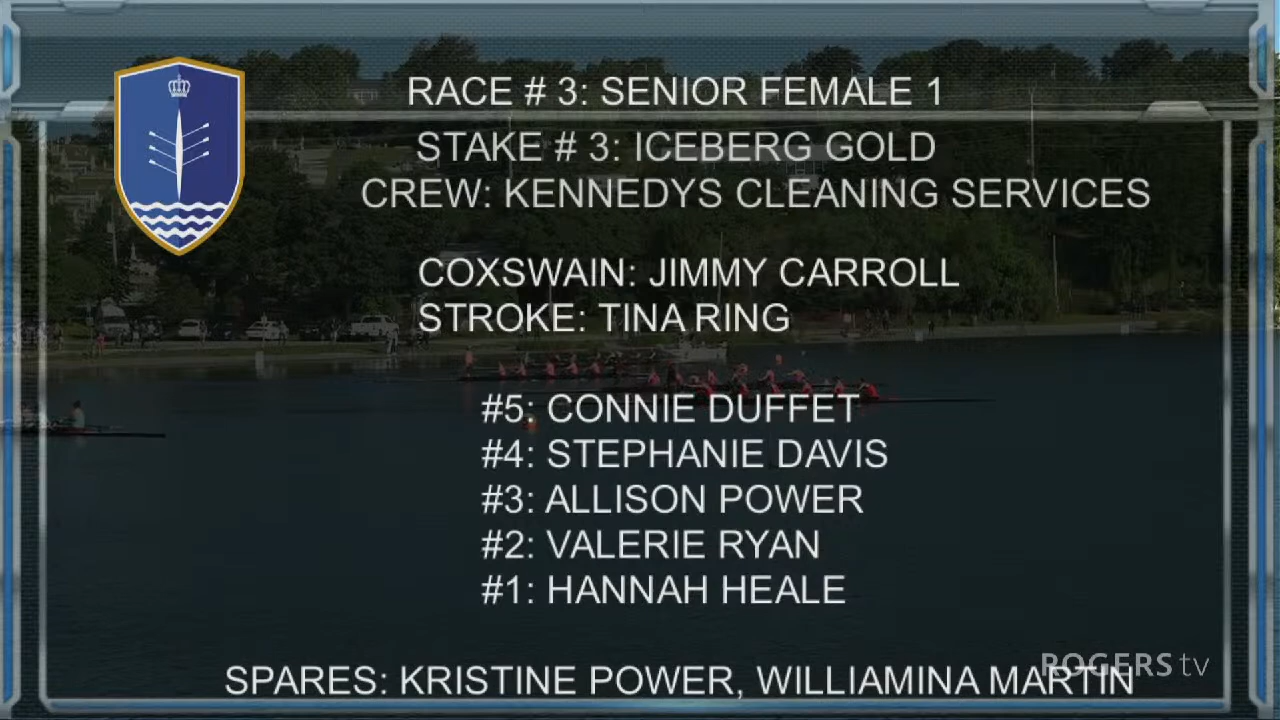 RACE # 3: SENIOR FEMALE 1
STAKE # 3: ICEBERG GOLD
CREW: KENNEDYS CLEANING SERVICES
COXSWAIN: JIMMY CARROLL
STROKE: TINA RING
#5: CONNIE DUFFET
#4: STEPHANIE DAVIS
#3: ALLISON POWER
#2: VALERIE RYAN
#1: HANNAH HEALE
ROGERS tv
SPARES: KRISTINE POWER, WILLIAMINA MARTIN